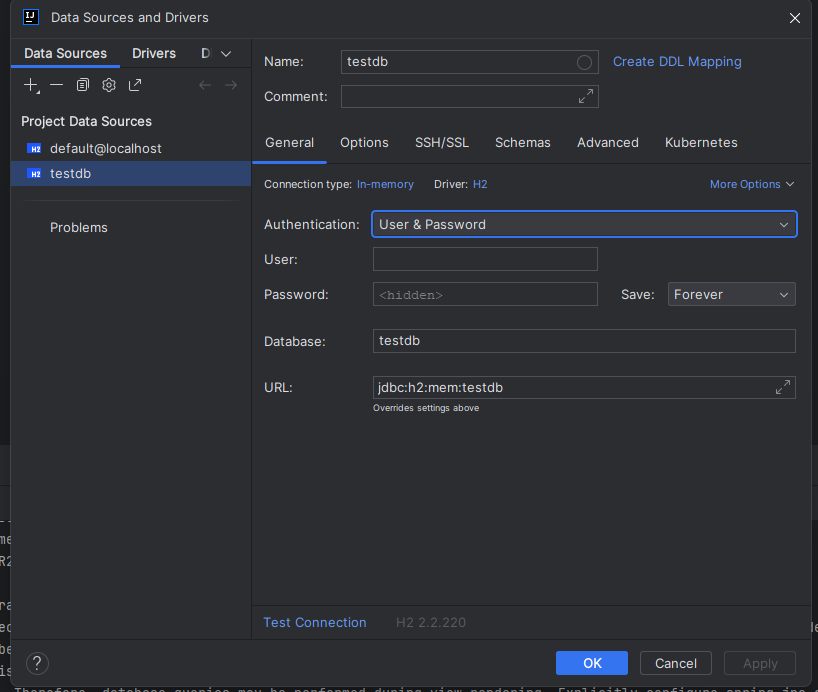 Data Sources and Drivers
Data Sources Drivers D
Project Data Sources
H2 default@localhost
H2 testdb
Problems
Name: testdb Create DDL Mapping
Comment:
General Options SSH/SSL Schemas Advanced Kubernetes
Connection type: In-memory Driver: H2 More Options
Authentication: User & Password
User:
Password: <hidden> Save: Forever
Database: testdb
URL: jdbc:h2:mem:testdb
Overrides settings above
Test Connection H2 2.2.220
? OK Cancel Apply